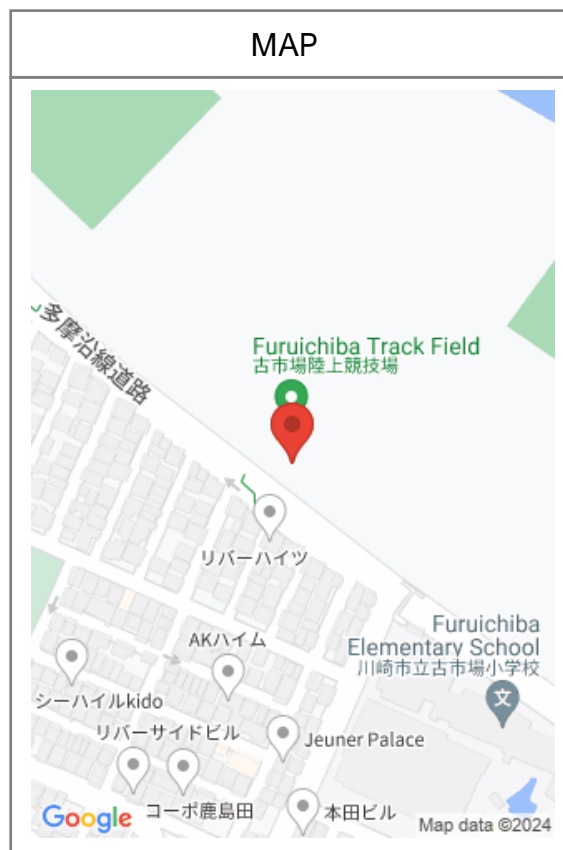 MAP
多摩沿線道路
Furuichiba Track Field
古市場陸上競技場
リバーハイツ
Furuichiba
Elementary School
川崎市立古市場小学校
文
AKハイム
シーハイルkido
リバーサイドビル
Jeuner Palace
コーポ鹿島田
本田ビル
Google
Map data ©2024